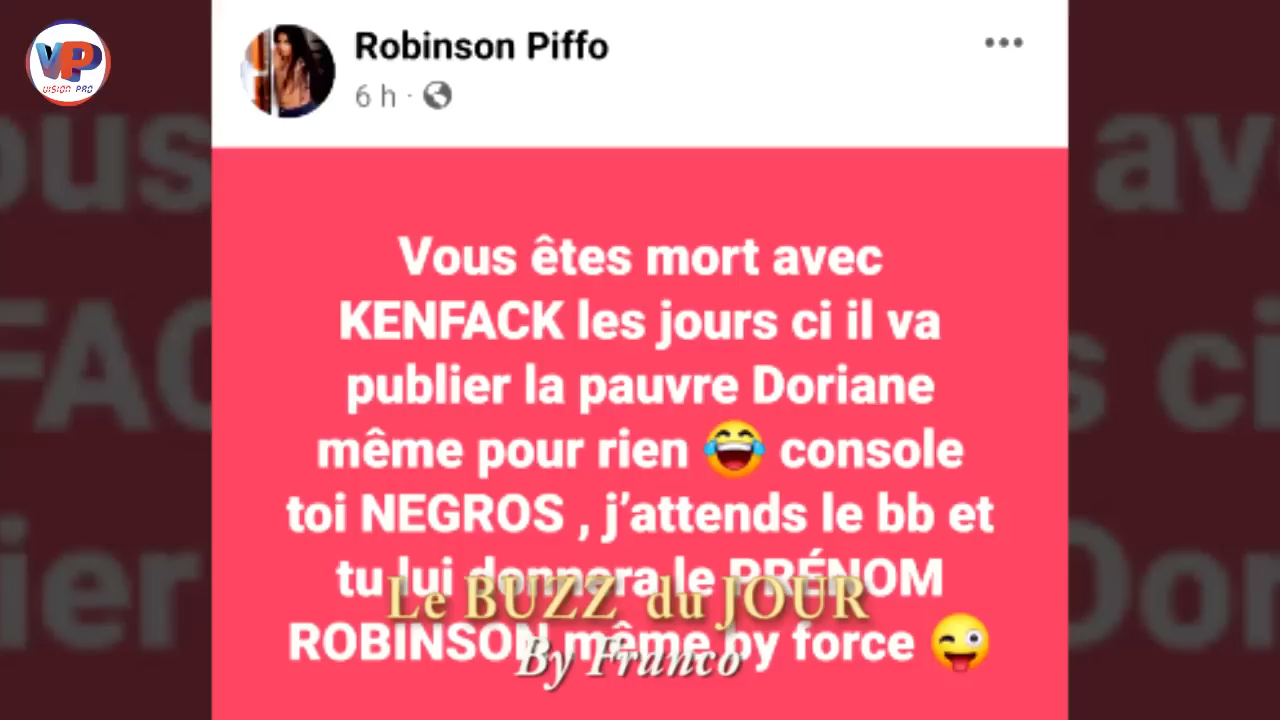 VP
VISION PRO
Robinson Piffo
6 h ·
Vous êtes mort avec
KENFACK les jours ci il va
publier la pauvre Doriane
même pour rien 😂 console
toi NEGROS , j’attends le bb et
tu lui donnera le PRÉNOM
ROBINSON même by force 😜
Le BUZZ du JOUR
By Franco